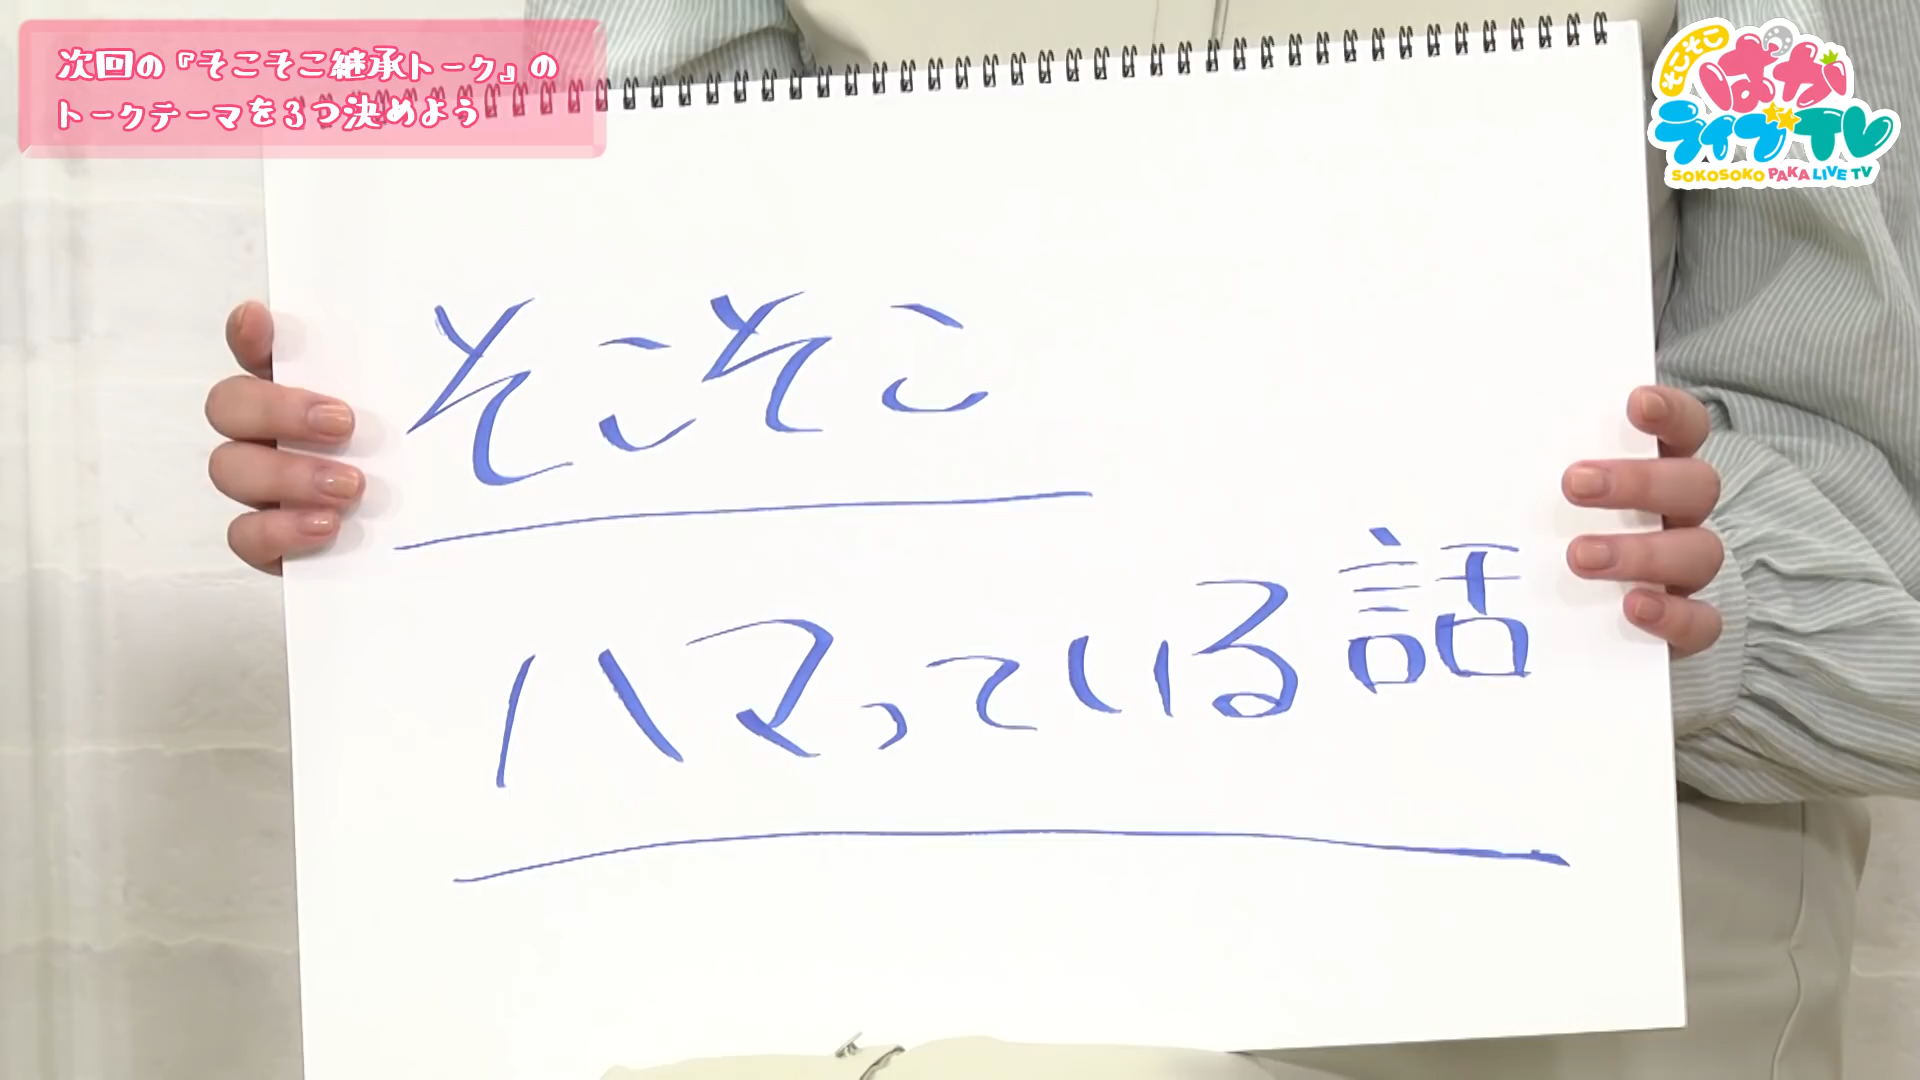 次回の『そこそこ継承トーク』の
トークテーマを3つ決めよう
そこそこ
ぱか
ライブTV
SOKOSOKO PAKA LIVE TV
そこそこ
ハマっている話